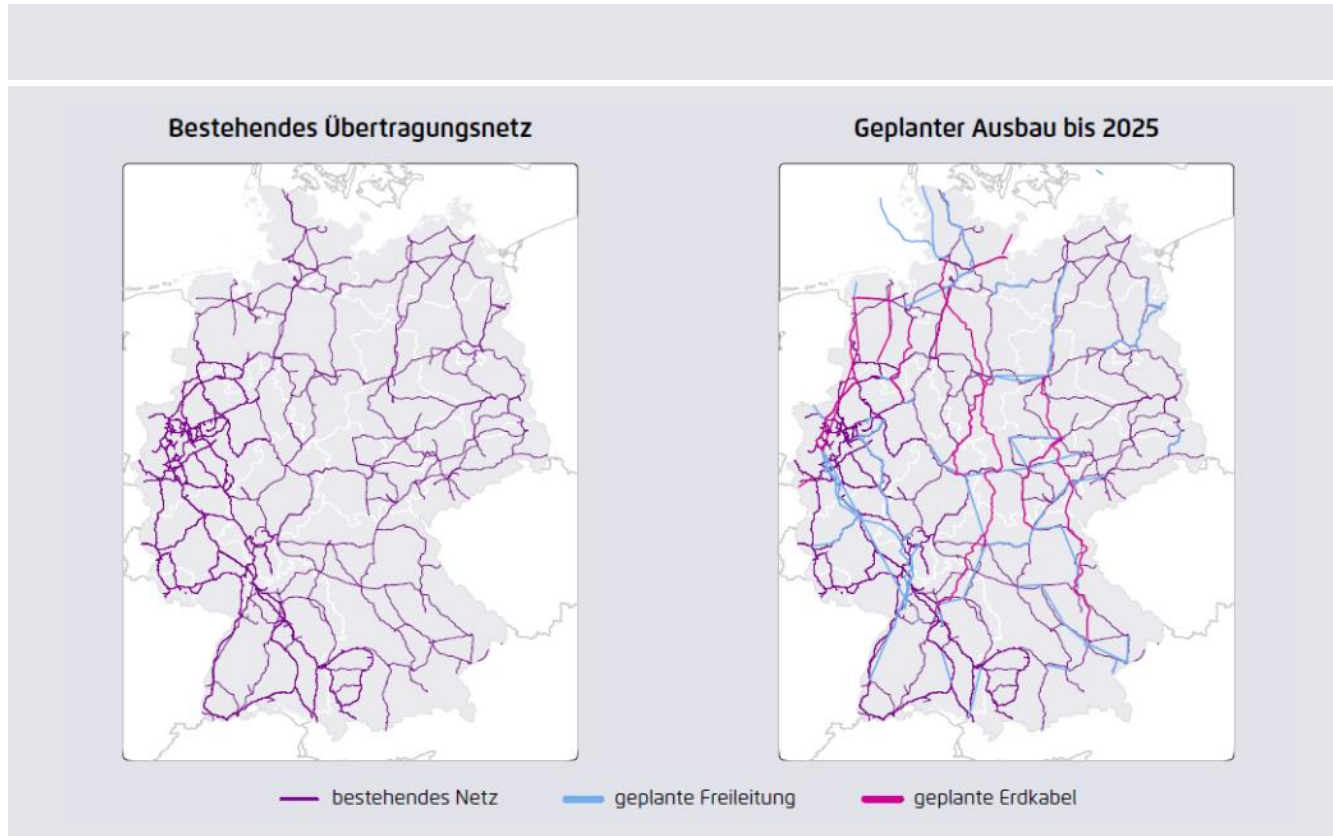 Bestehendes Übertragungsnetz
Geplanter Ausbau bis 2025
bestehendes Netz
geplante Freileitung
geplante Erdkabel